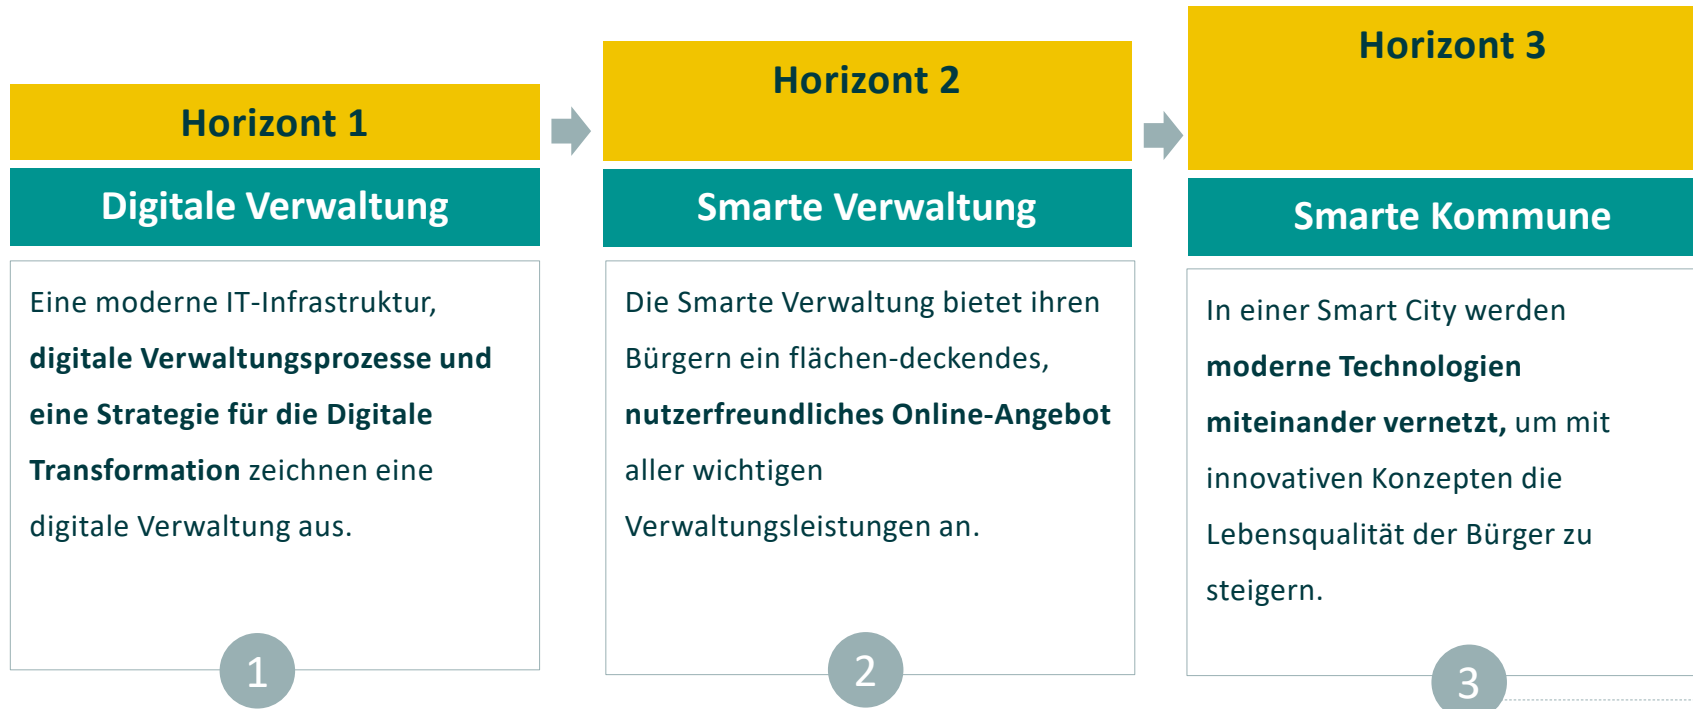 Horizont 1
Digitale Verwaltung
Eine moderne IT-Infrastruktur,
digitale Verwaltungsprozesse und
eine Strategie für die Digitale
Transformation zeichnen eine
digitale Verwaltung aus.
1
Horizont 2
Smarte Verwaltung
Die Smarte Verwaltung bietet ihren
Bürgern ein flächen-deckendes,
nutzerfreundliches Online-Angebot
aller wichtigen
Verwaltungsleistungen an.
2
Horizont 3
Smarte Kommune
In einer Smart City werden
moderne Technologien
miteinander vernetzt, um mit
innovativen Konzepten die
Lebensqualität der Bürger zu
steigern.
3